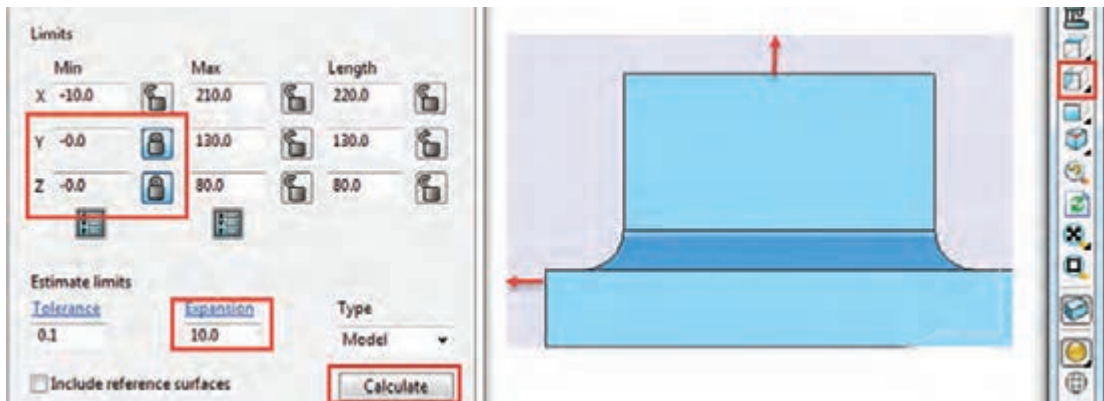 Limits
Min Max Length
X -10.0 210.0 220.0
Y -0.0 130.0 130.0
Z -0.0 80.0 80.0
Estimate limits
Tolerance Expansion Type
0.1 10.0 Model
Include reference surfaces Calculate